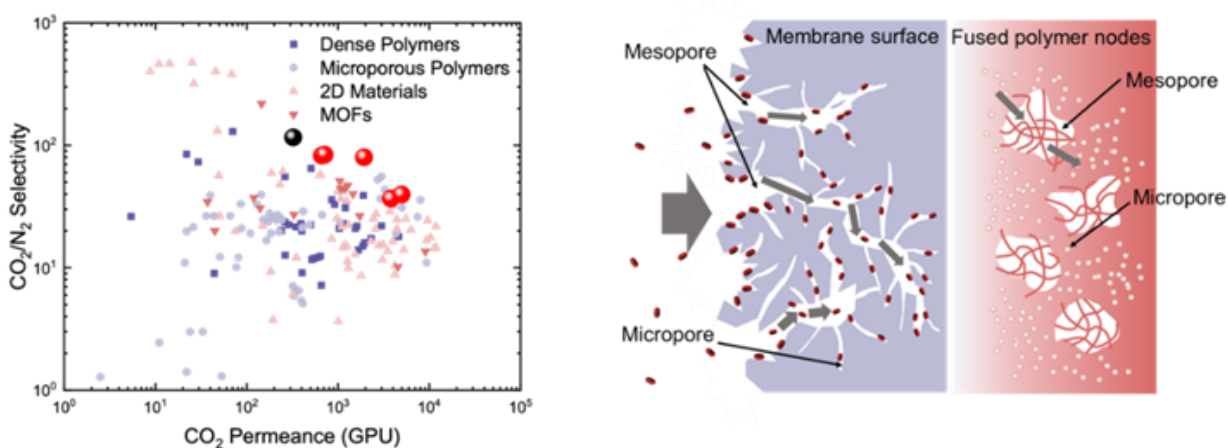 10³
10²
10¹
10⁰
CO₂/N₂ Selectivity
Dense Polymers
Microporous Polymers
2D Materials
MOFs
10⁰ 10¹ 10² 10³ 10⁴ 10⁵
CO₂ Permeance (GPU)
Mesopore
Membrane surface
Micropore
Fused polymer nodes
Mesopore
Micropore